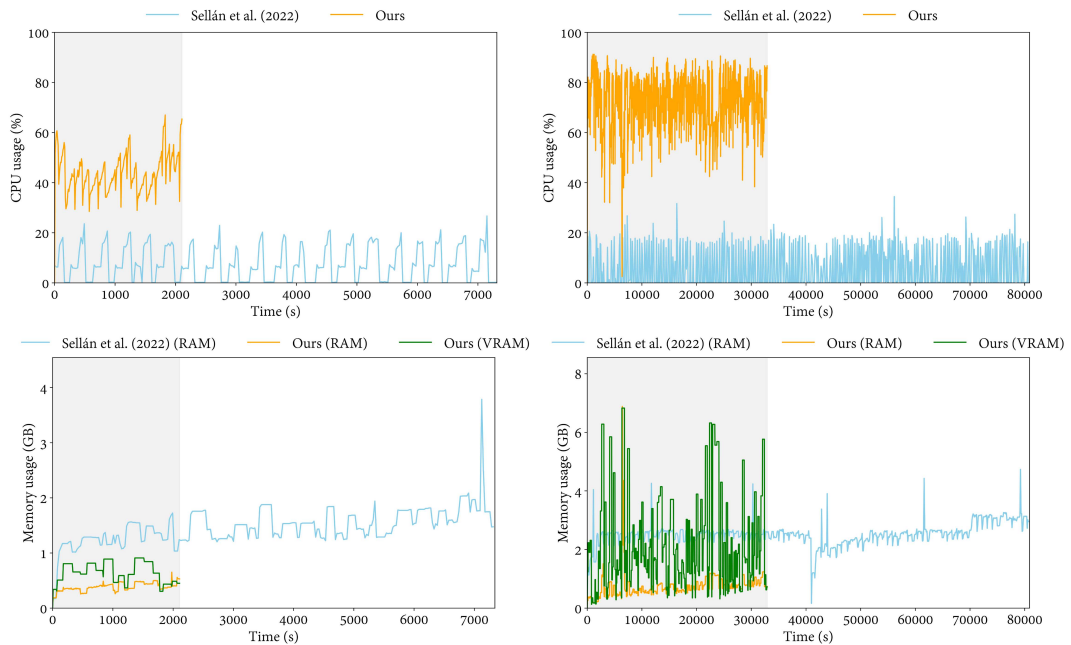 Sellán et al. (2022) Ours
100
80
60
40
20
0
CPU usage (%)
0 1000 2000 3000 4000 5000 6000 7000
Time (s)
Sellán et al. (2022) Ours
100
80
60
40
20
0
CPU usage (%)
0 10000 20000 30000 40000 50000 60000 70000 80000
Time (s)
Sellán et al. (2022) (RAM) Ours (RAM) Ours (VRAM)
4
3
2
1
0
Memory usage (GB)
0 1000 2000 3000 4000 5000 6000 7000
Time (s)
Sellán et al. (2022) (RAM) Ours (RAM) Ours (VRAM)
8
6
4
2
0
Memory usage (GB)
0 10000 20000 30000 40000 50000 60000 70000 80000
Time (s)